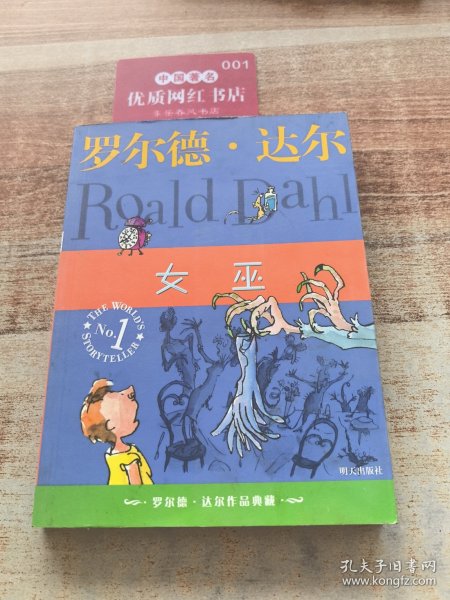 001
中国著名
优质网红书店
罗尔德·达尔
Roald Dahl
女巫
THE WORLD'S
No.1
STORYTELLER
明天出版社
·罗尔德·达尔作品典藏·
孔夫子旧书网
www.kongfz.com